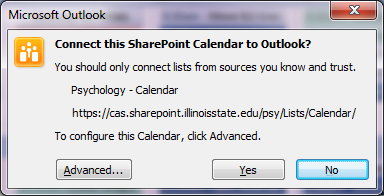 Microsoft Outlook
Connect this SharePoint Calendar to Outlook?
You should only connect lists from sources you know and trust.
Psychology - Calendar
https://cas.sharepoint.illinoisstate.edu/psy/Lists/Calendar/
To configure this Calendar, click Advanced.
Advanced... Yes No